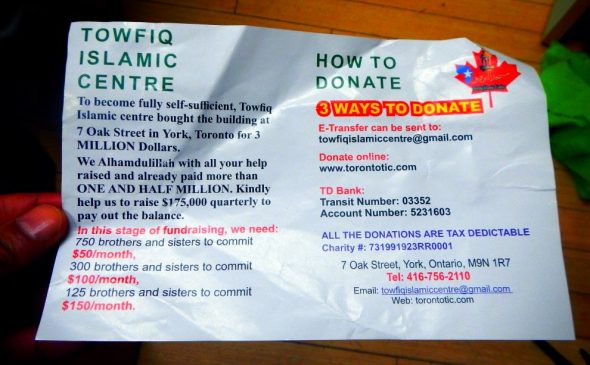 TOWFIQ
ISLAMIC
CENTRE
To become fully self-sufficient, Towfiq
Islamic centre bought the building at
7 Oak Street in York, Toronto for 3
MILLION Dollars.
We Alhamdulillah with all your help
raised and already paid more than
ONE AND HALF MILLION. Kindly
help us to raise $175,000 quarterly to
pay out the balance.
In this stage of fundraising, we need:
750 brothers and sisters to commit
$50/month,
300 brothers and sisters to commit
$100/month,
125 brothers and sisters to commit
$150/month.
HOW TO
DONATE
3 WAYS TO DONATE
E-Transfer can be sent to:
towfiqislamiccentre@gmail.com
Donate online:
www.torontotic.com
TD Bank:
Transit Number: 03352
Account Number: 5231603
ALL THE DONATIONS ARE TAX DEDICTABLE
Charity #: 731991923RR0001
7 Oak Street, York, Ontario, M9N 1R7
Tel: 416-756-2110
Email: towfiqislamiccentre@gmail.com
Web: torontotic.com